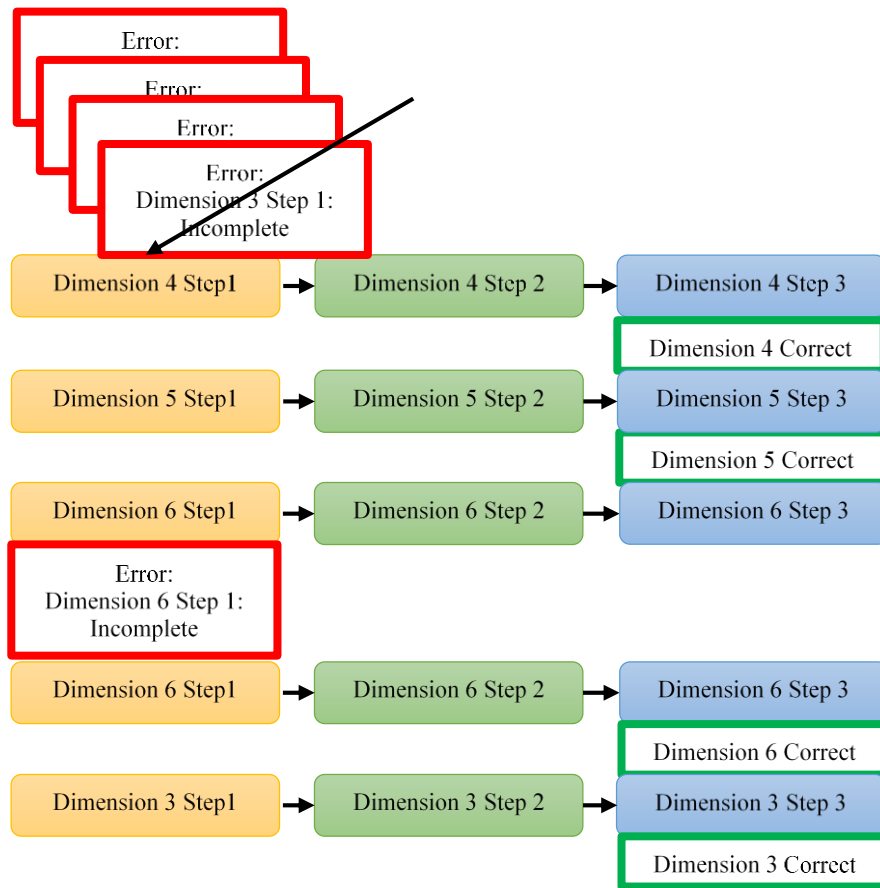 Error:
Error:
Error:
Error:
Dimension 3 Step 1:
Incomplete
Dimension 4 Step1
Dimension 4 Step 2
Dimension 4 Step 3
Dimension 4 Correct
Dimension 5 Step1
Dimension 5 Step 2
Dimension 5 Step 3
Dimension 5 Correct
Dimension 6 Step1
Dimension 6 Step 2
Dimension 6 Step 3
Error:
Dimension 6 Step 1:
Incomplete
Dimension 6 Step1
Dimension 6 Step 2
Dimension 6 Step 3
Dimension 6 Correct
Dimension 3 Step1
Dimension 3 Step 2
Dimension 3 Step 3
Dimension 3 Correct